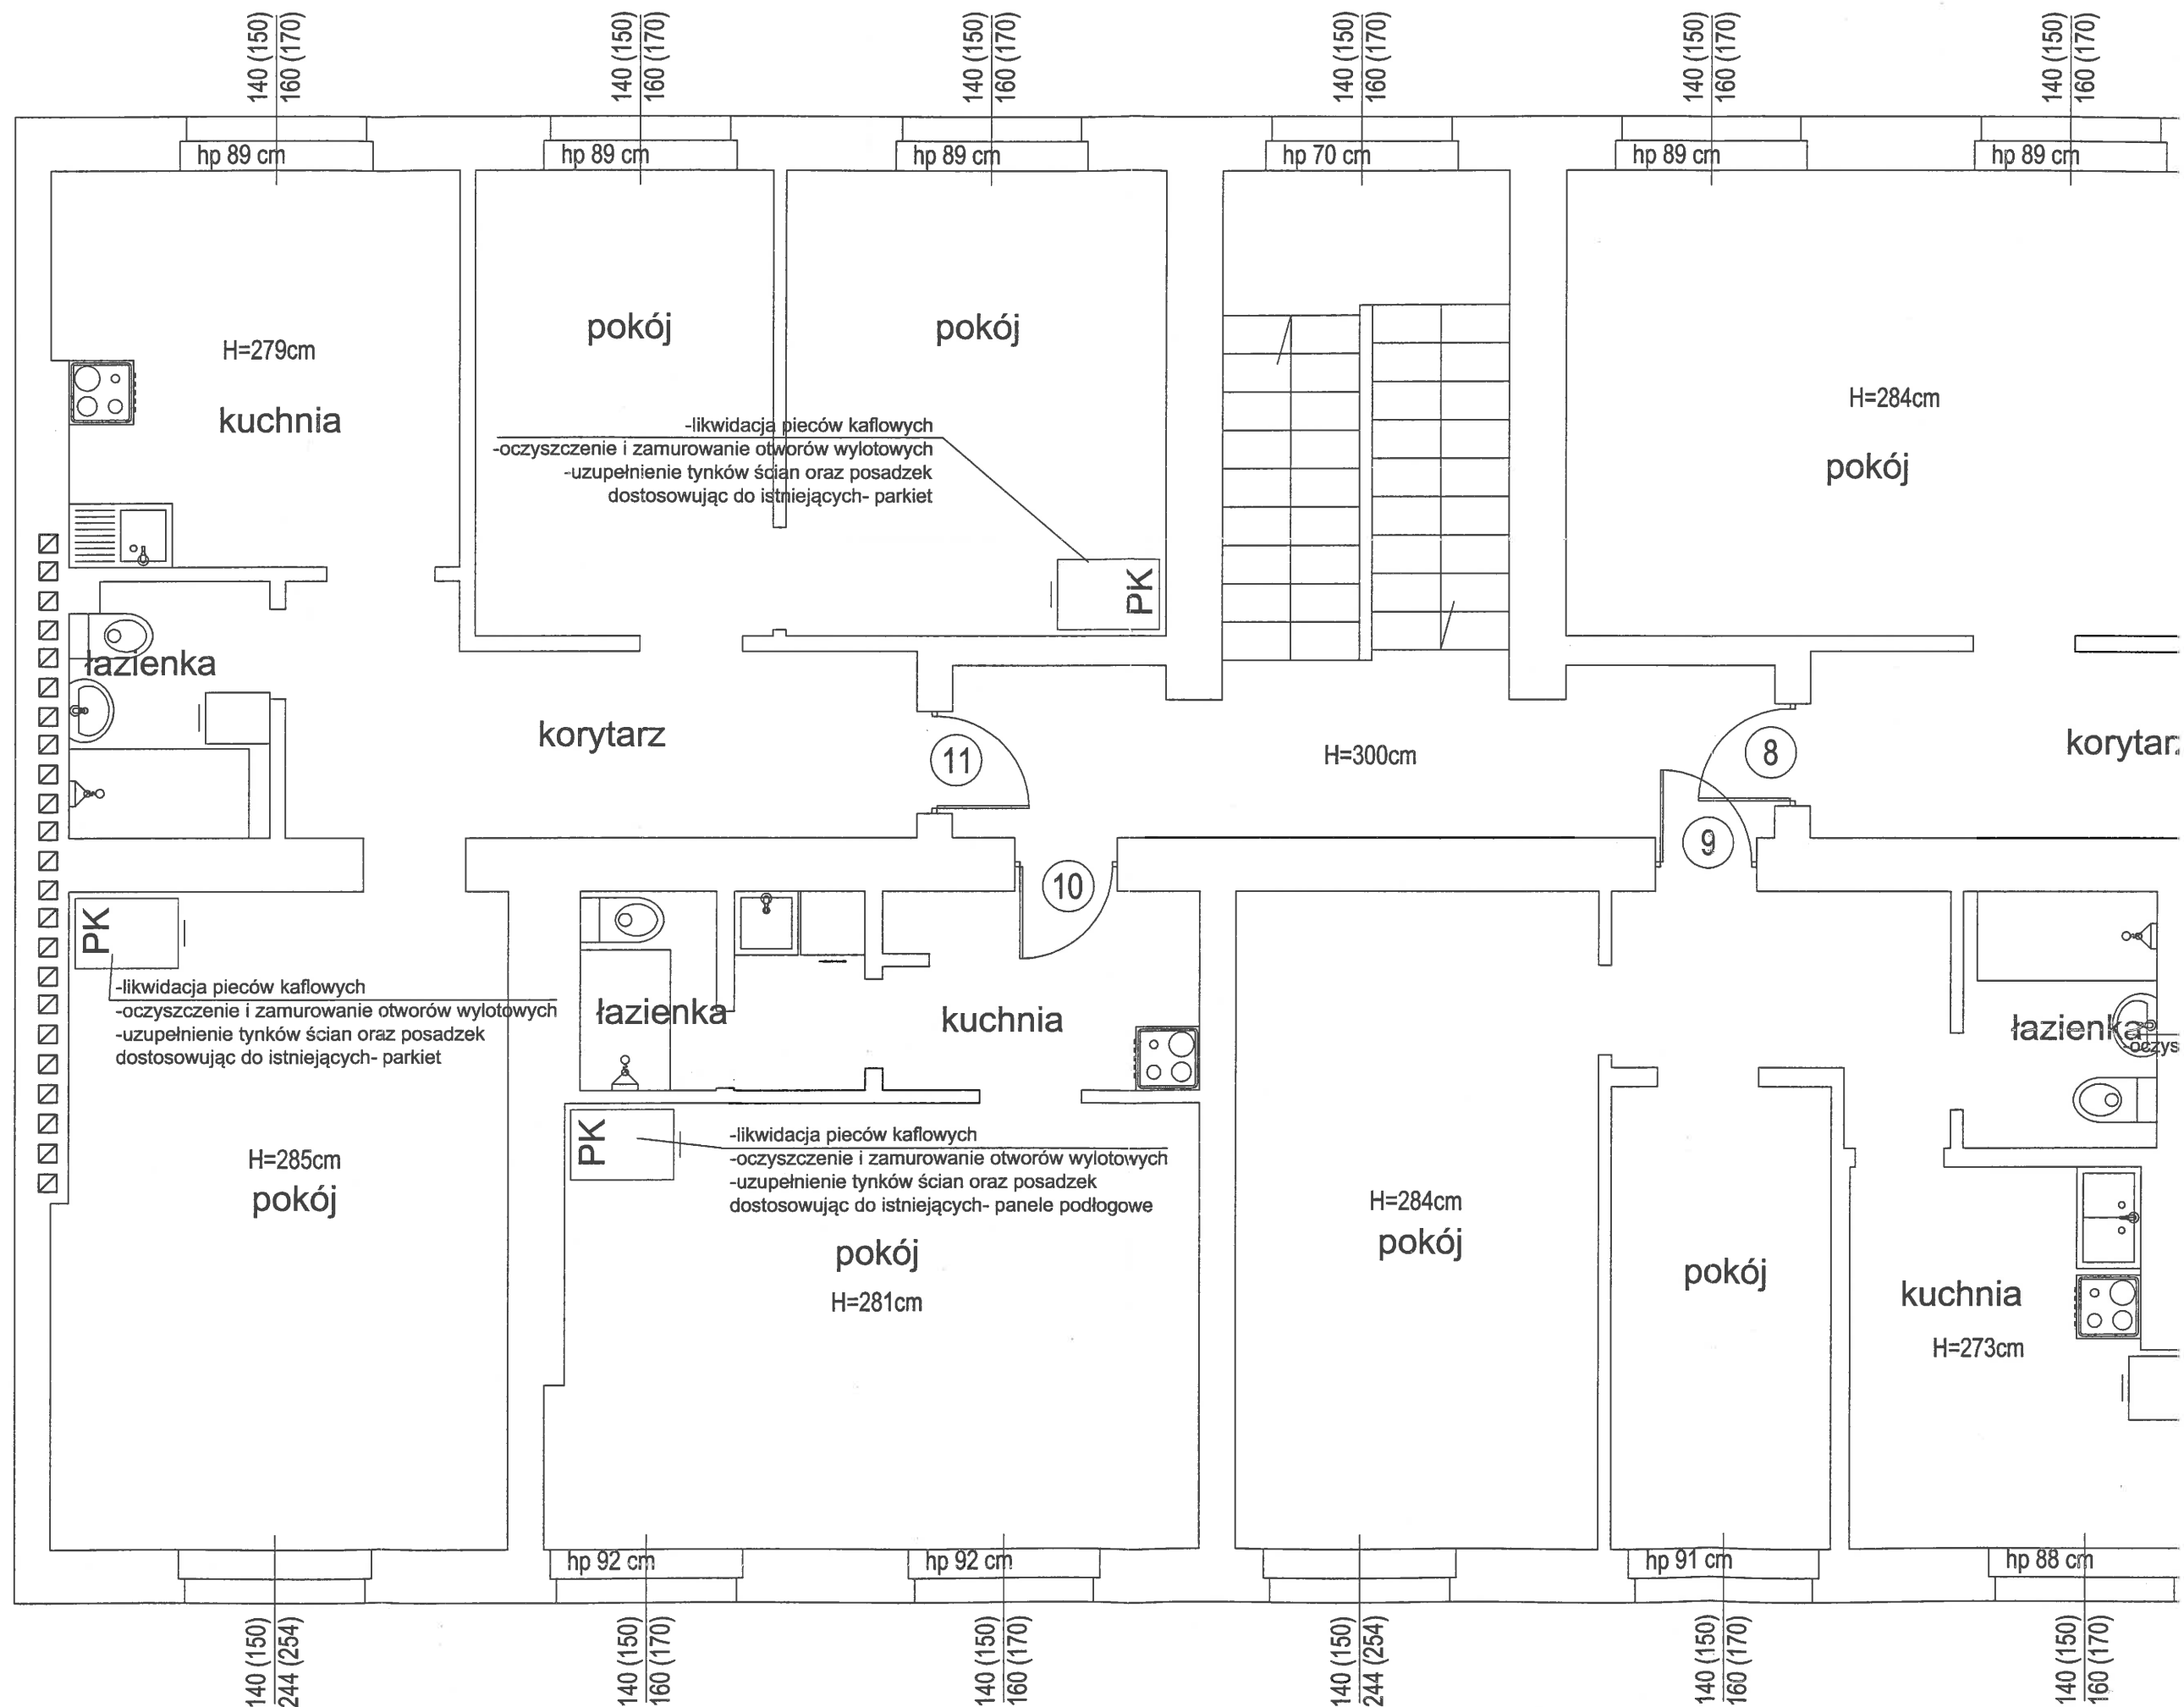 140 (150)
160 (170)
140 (150)
160 (170)
140 (150)
160 (170)
140 (150)
160 (170)
140 (150)
160 (170)
140 (150)
160 (170)
hp 89 cm
hp 89 cm
hp 89 cm
hp 70 cm
hp 89 cm
hp 89 cm
H=279cm
kuchnia
pokój
pokój
-likwidacja pieców kaflowych
-oczyszczenie i zamurowanie otworów wylotowych
-uzupełnienie tynków ścian oraz posadzek
dostosowując do istniejących- parkiet
PK
H=284cm
pokój
łazienka
korytarz
11
H=300cm
8
korytarz
9
10
PK
-likwidacja pieców kaflowych
-oczyszczenie i zamurowanie otworów wylotowych
-uzupełnienie tynków ścian oraz posadzek
dostosowując do istniejących- parkiet
łazienka
kuchnia
łazienka
-oczys
PK
-likwidacja pieców kaflowych
-oczyszczenie i zamurowanie otworów wylotowych
-uzupełnienie tynków ścian oraz posadzek
dostosowując do istniejących- panele podłogowe
H=285cm
pokój
pokój
H=281cm
H=284cm
pokój
pokój
kuchnia
H=273cm
hp 92 cm
hp 92 cm
hp 91 cm
hp 88 cm
140 (150)
244 (254)
140 (150)
160 (170)
140 (150)
160 (170)
140 (150)
244 (254)
140 (150)
160 (170)
140 (150)
160 (170)